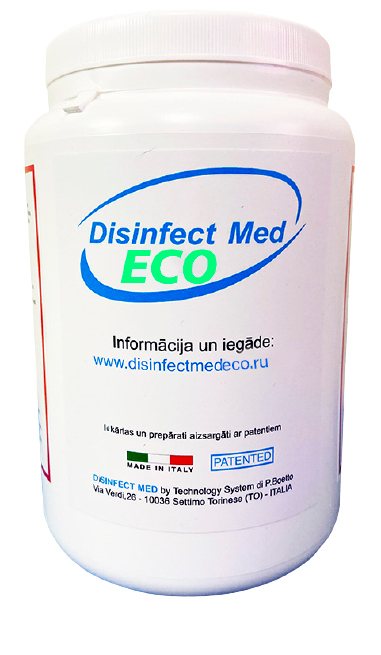 Disinfect Med
ECO
Informācija un iegāde:
www.disinfectmedeco.ru
Iekārtas un preparāti aizsargāti ar patentiem
MADE IN ITALY
PATENTED
DISINFECT MED by Technology System di P.Boetto
Via Verdi,26 - 10036 Settimo Torinese (TO) - ITALIA